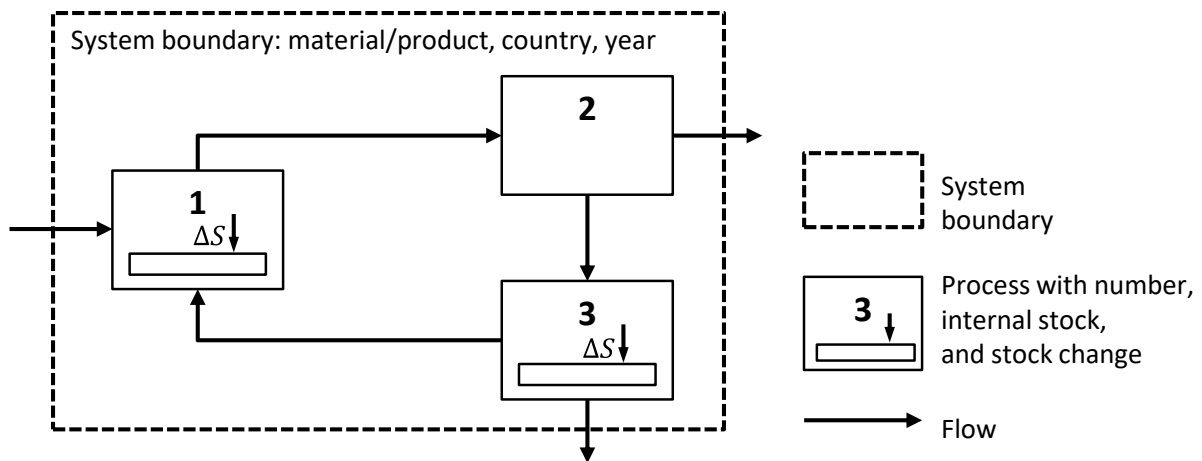 System boundary: material/product, country, year
2
1
ΔS
3
ΔS
System
boundary
Process with number,
internal stock,
and stock change
3
Flow